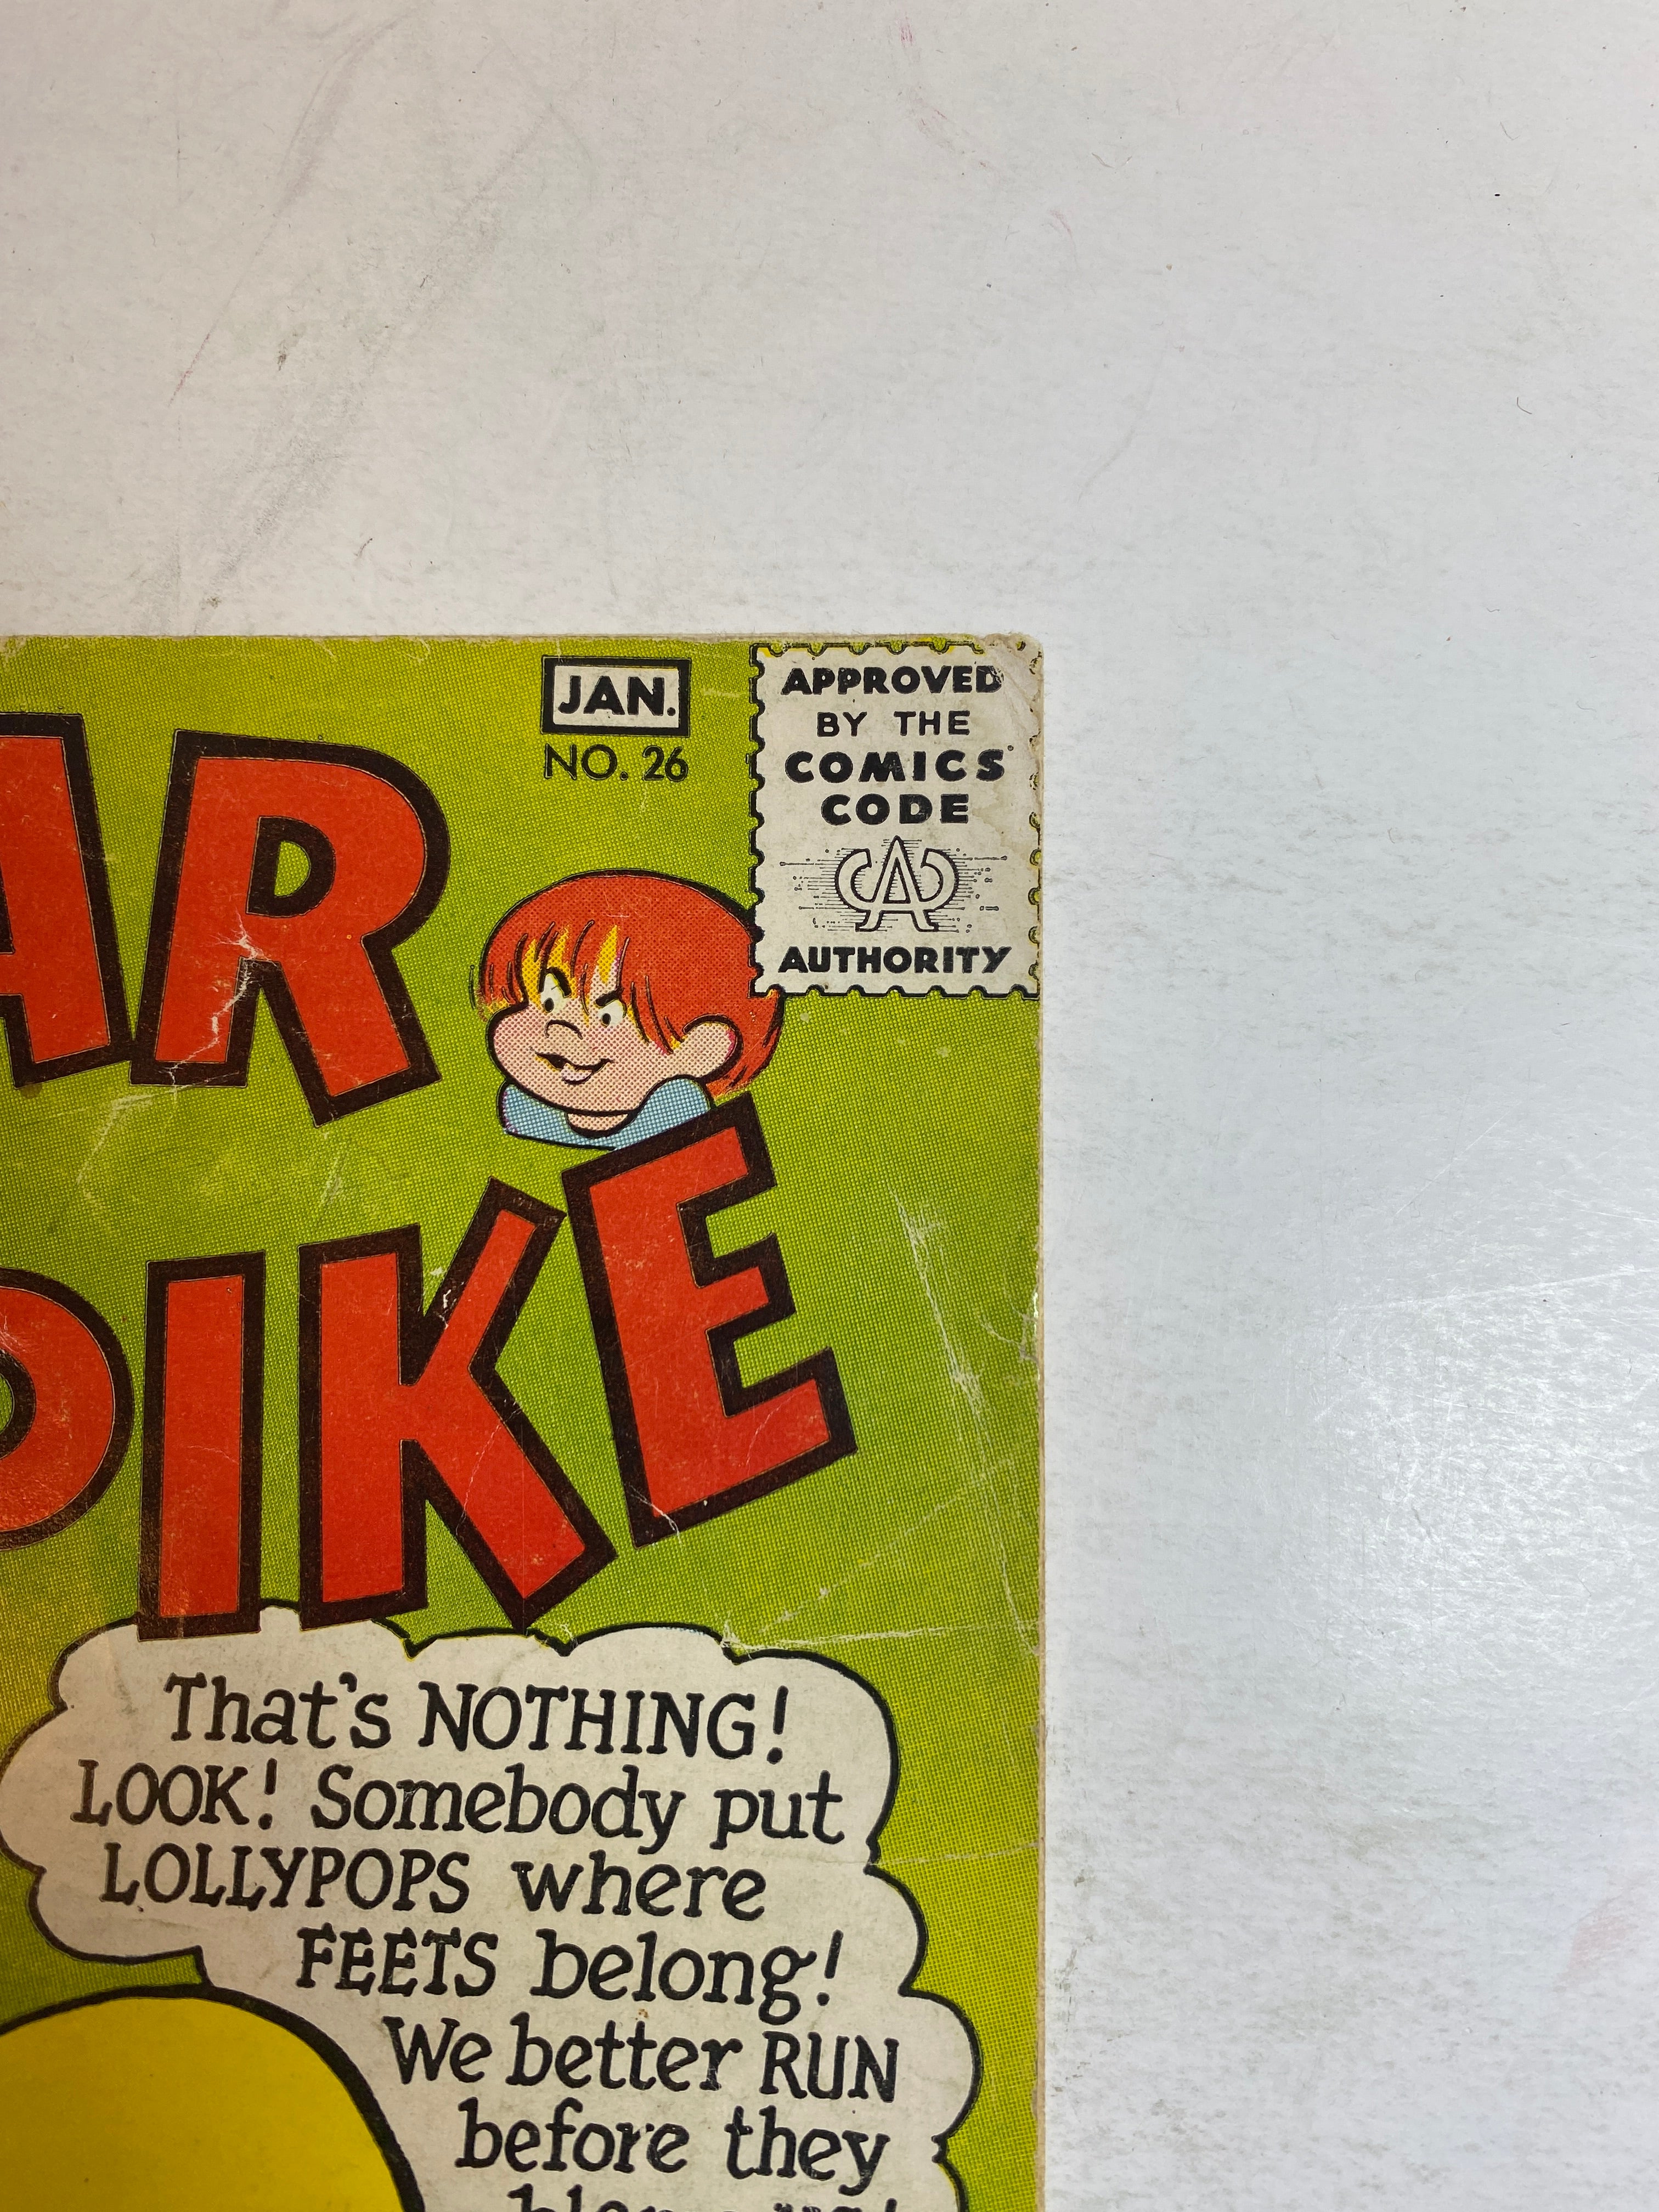 JAN.
NO. 26
APPROVED
BY THE
COMICS
CODE
CA
AUTHORITY
AR
PIKE
That's NOTHING!
LOOK! Somebody put
LOLLYPOPS where
FEETS belong!
We better RUN
before they